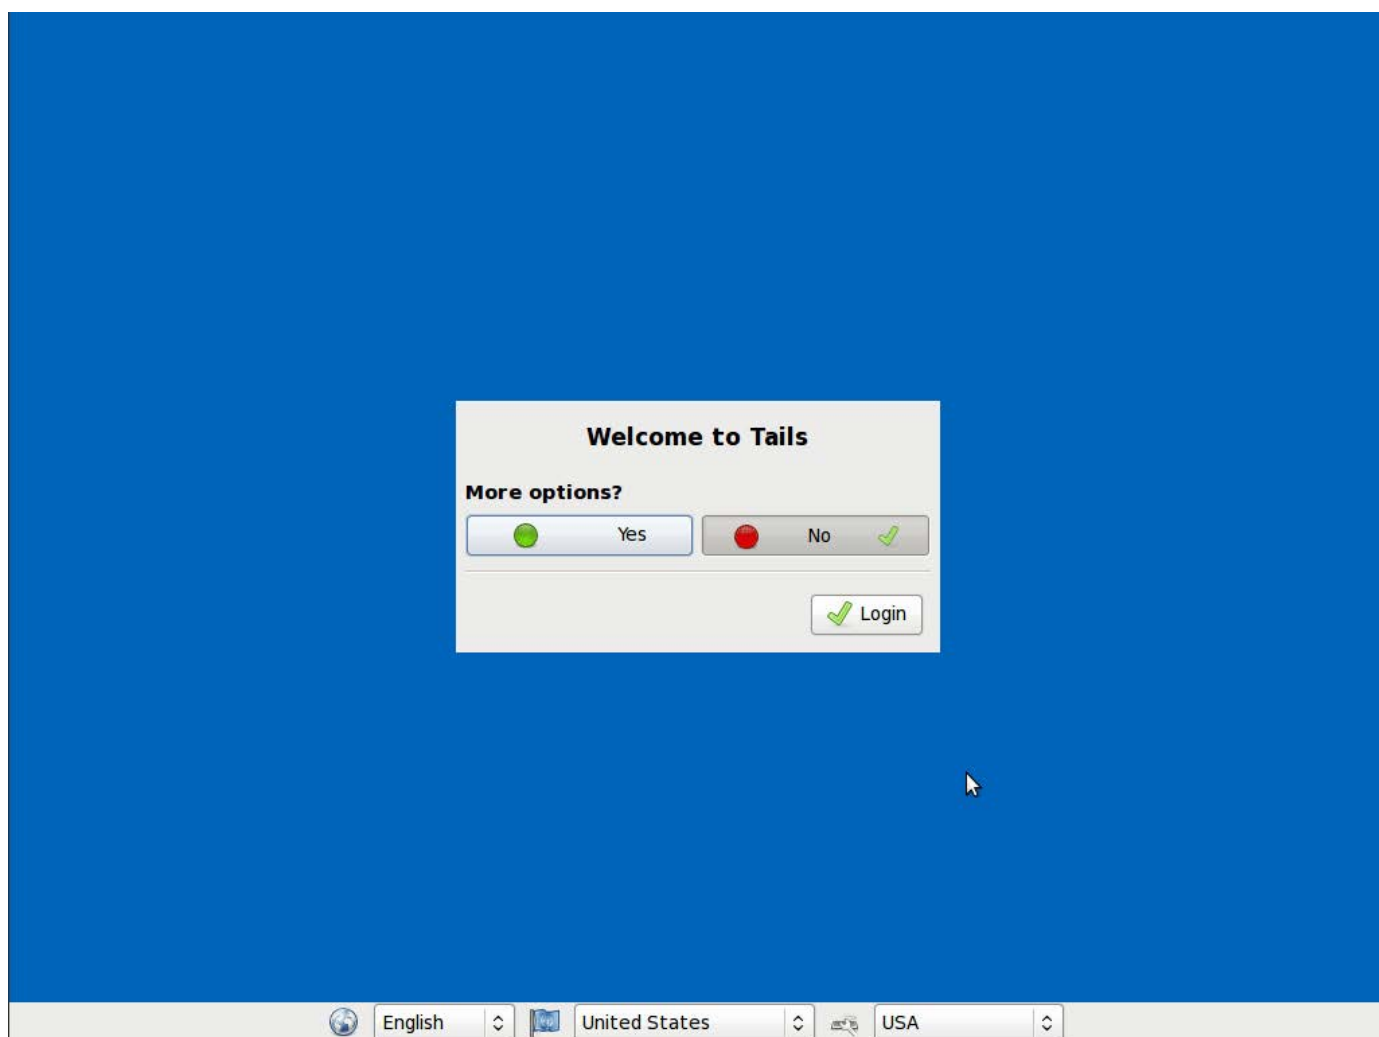 Welcome to Tails
More options?
Yes No
Login
English United States USA